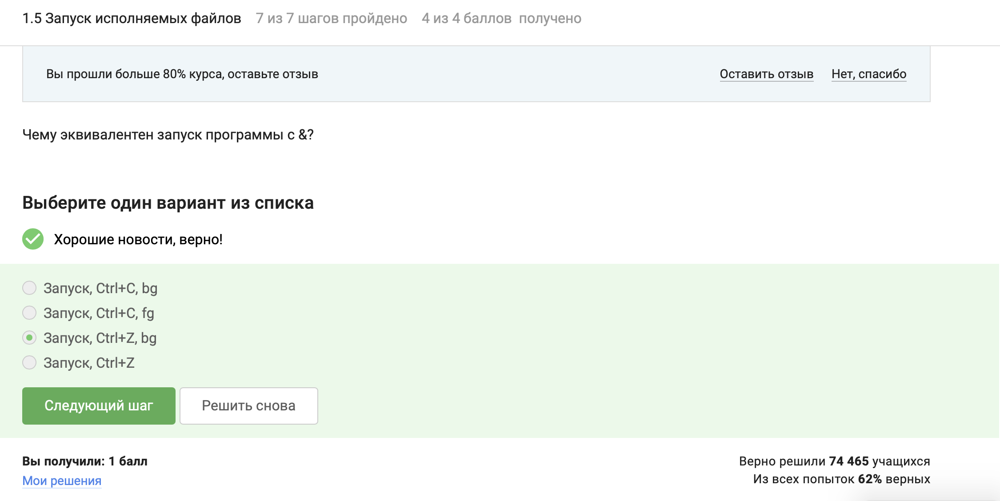 1.5 Запуск исполняемых файлов 7 из 7 шагов пройдено 4 из 4 баллов получено
Вы прошли больше 80% курса, оставьте отзыв Оставить отзыв Нет, спасибо
Чему эквивалентен запуск программы с &?
Выберите один вариант из списка
Хорошие новости, верно!
Запуск, Ctrl+C, bg
Запуск, Ctrl+C, fg
Запуск, Ctrl+Z, bg
Запуск, Ctrl+Z
Следующий шаг Решить снова
Вы получили: 1 балл Верно решили 74 465 учащихся
Мои решения Из всех попыток 62% верных